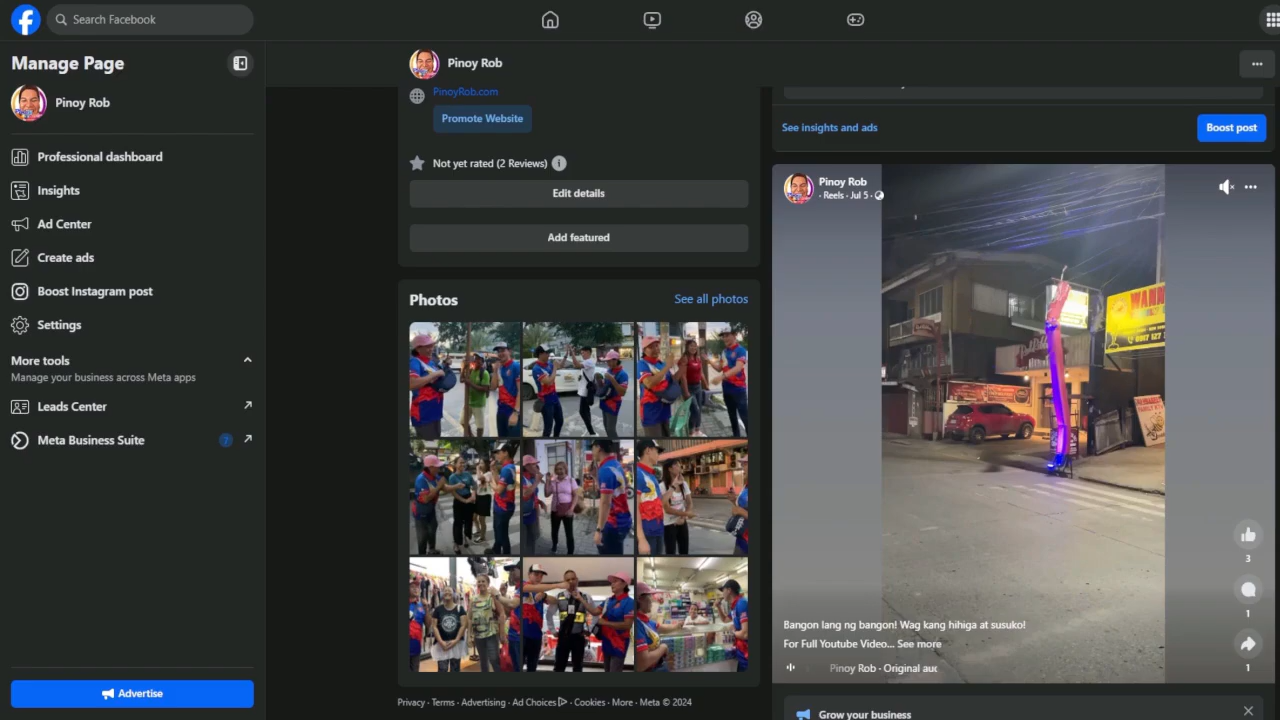 Search Facebook
Manage Page
Pinoy Rob
Professional dashboard
Insights
Ad Center
Create ads
Boost Instagram post
Settings
More tools
Manage your business across Meta apps
Leads Center
Meta Business Suite
7
Advertise
Pinoy Rob
PinoyRob.com
Promote Website
Not yet rated (2 Reviews)
Edit details
Add featured
Photos
See all photos
Privacy · Terms · Advertising · Ad Choices · Cookies · More · Meta © 2024
See insights and ads
Boost post
Pinoy Rob
· Reels · Jul 5 ·
3
1
1
Bangon lang ng bangon! Wag kang hihiga at susuko!
For Full Youtube Video... See more
Pinoy Rob · Original auc
Grow your business